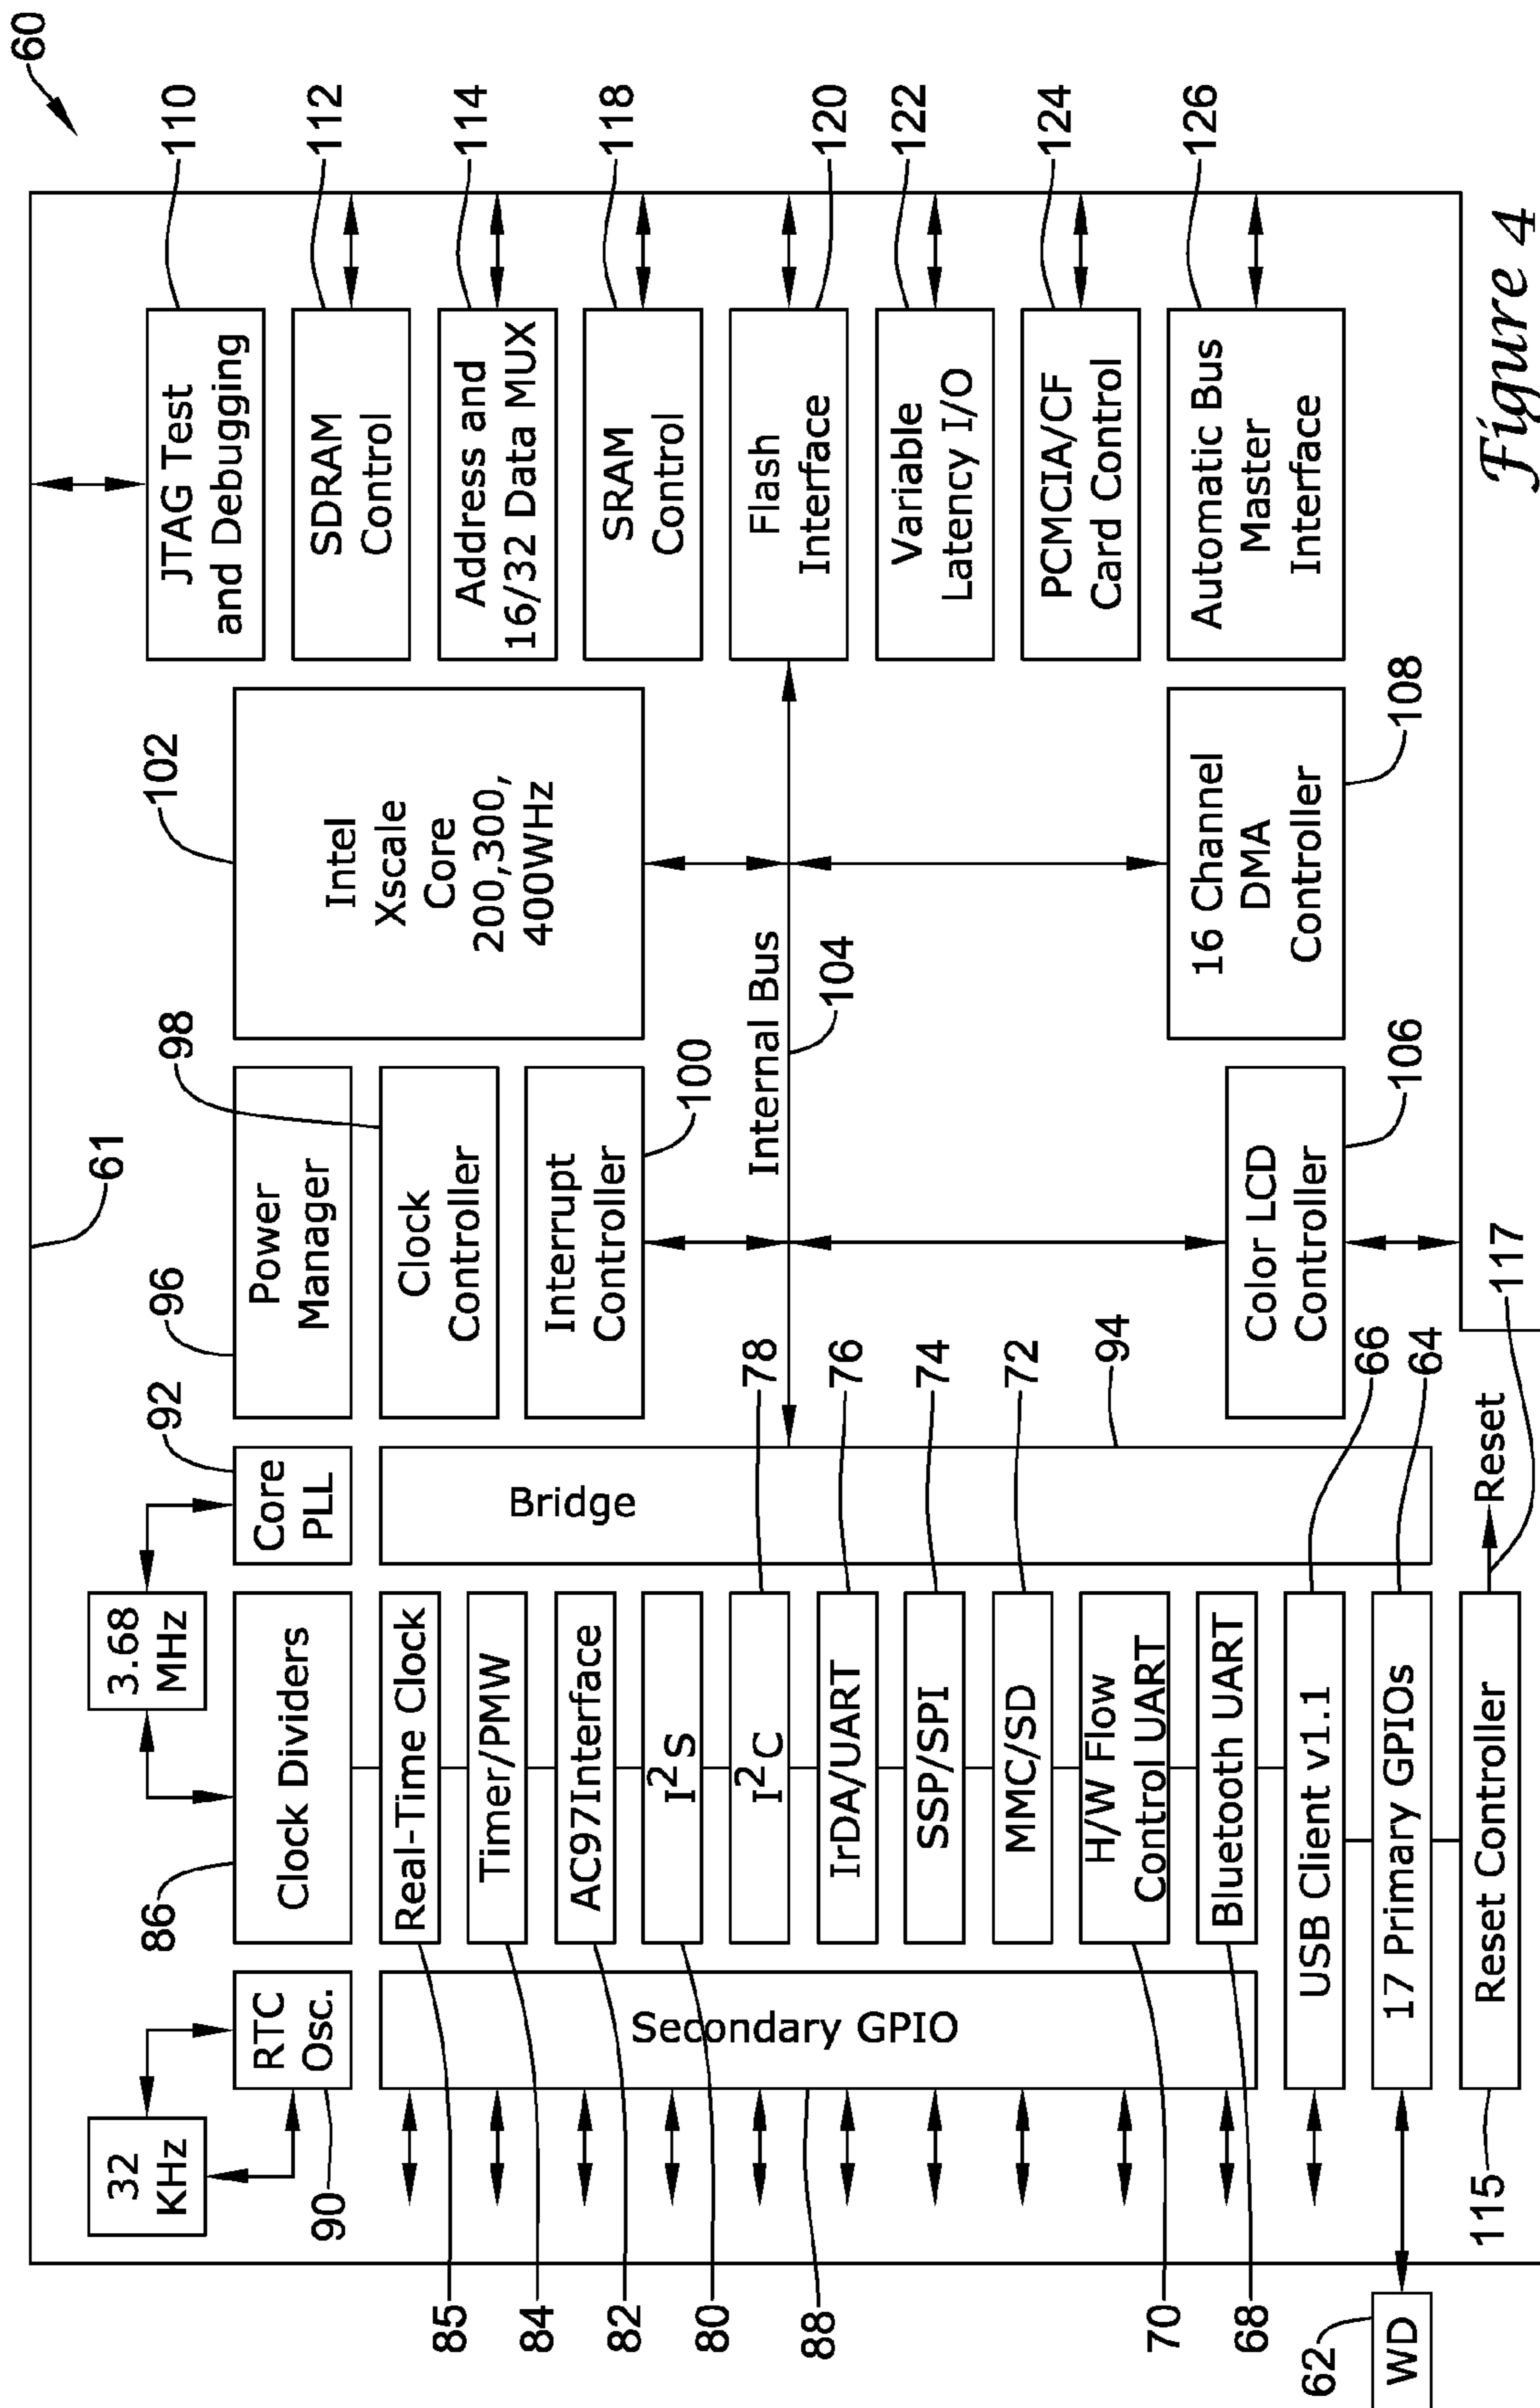 60
61
32
KHz
90
RTC
Osc.
86
Clock Dividers
3.68
MHz
92
Core
PLL
96
Power
Manager
98
Clock
Controller
Interrupt
Controller
100
102
Intel
Xscale
Core
200,300,
400WHz
JTAG Test
and Debugging
110
SDRAM
Control
112
Address and
16/32 Data MUX
114
SRAM
Control
118
Flash
Interface
120
Variable
Latency I/O
122
PCMCIA/CF
Card Control
124
Automatic Bus
Master
Interface
126
Internal Bus
104
16 Channel
DMA
Controller
108
Color LCD
Controller
106
Bridge
94
Secondary GPIO
88
Real-Time Clock
85
Timer/PMW
84
AC97Interface
82
I2S
80
I2C
78
IrDA/UART
76
SSP/SPI
74
MMC/SD
72
H/W Flow
Control UART
70
Bluetooth UART
68
USB Client v1.1
66
17 Primary GPIOs
64
WD
62
Reset Controller
115
Reset
117
Figure 4